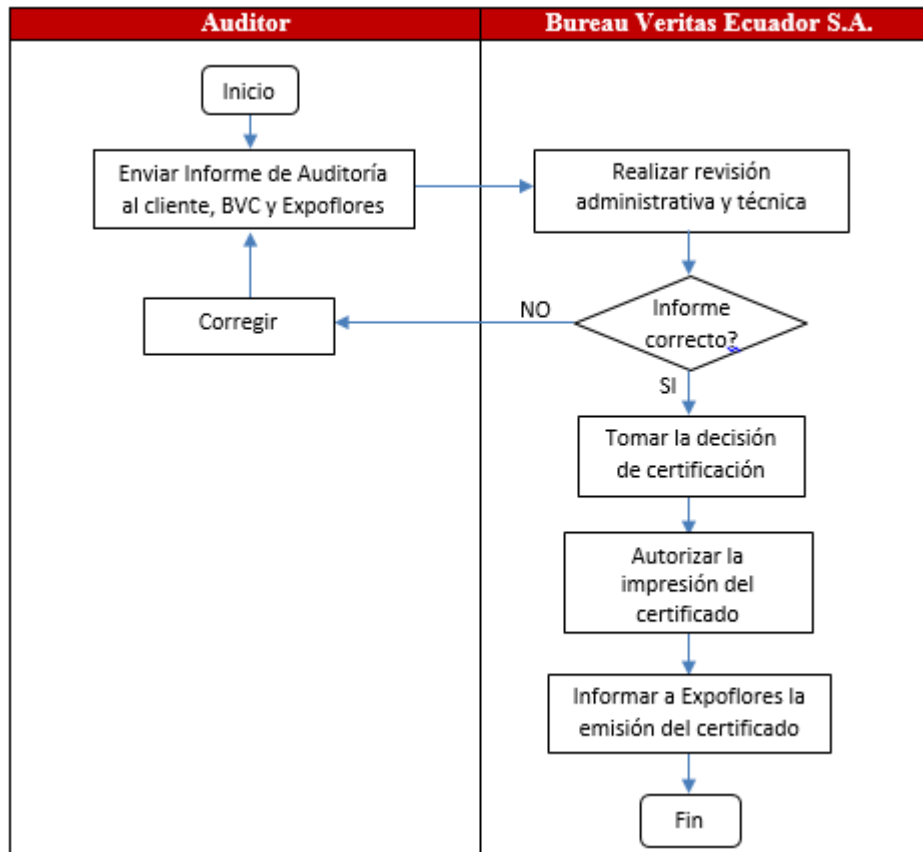 Auditor
Bureau Veritas Ecuador S.A.
Inicio
Enviar Informe de Auditoría
al cliente, BVC y Expoflores
Realizar revisión
administrativa y técnica
Corregir
NO
Informe
correcto?
SI
Tomar la decisión
de certificación
Autorizar la
impresión del
certificado
Informar a Expoflores la
emisión del certificado
Fin